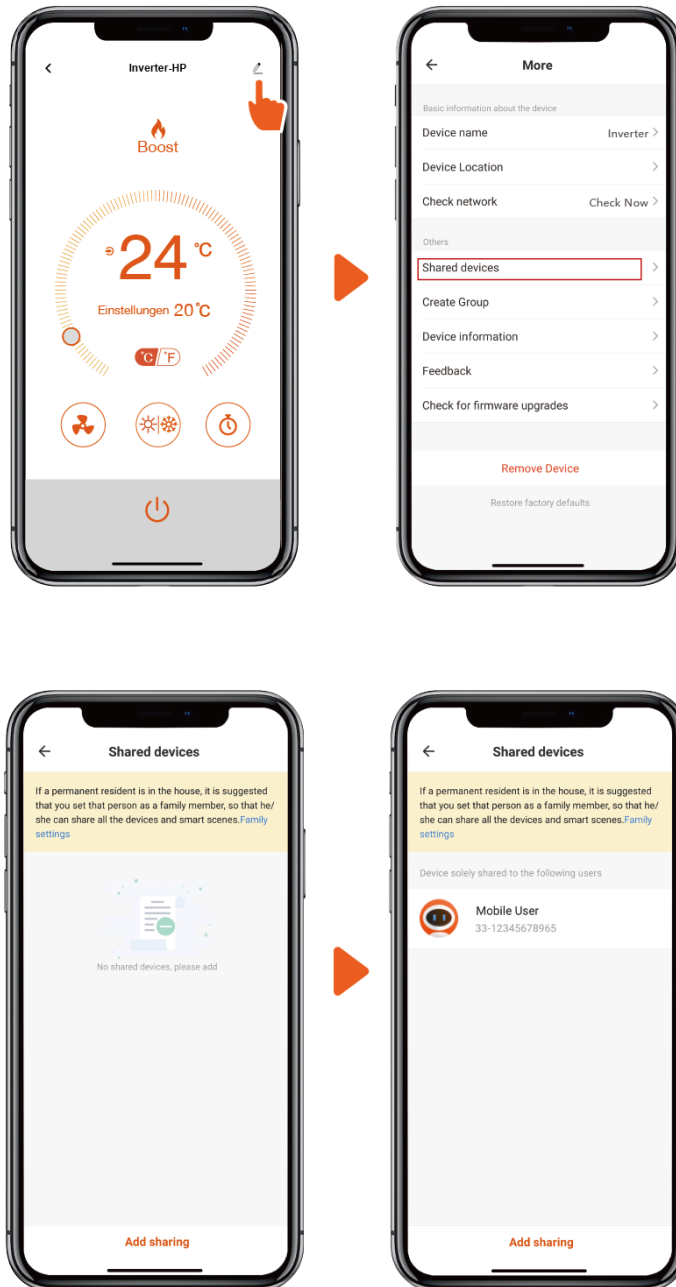 Inverter-HP
Boost
24 °C
Einstellungen 20°C
°C/°F
More
Basic information about the device
Device name Inverter
Device Location
Check network Check Now
Others
Shared devices
Create Group
Device information
Feedback
Check for firmware upgrades
Remove Device
Restore factory defaults
Shared devices
If a permanent resident is in the house, it is suggested
that you set that person as a family member, so that he/
she can share all the devices and smart scenes.Family
settings
No shared devices, please add
Add sharing
Shared devices
If a permanent resident is in the house, it is suggested
that you set that person as a family member, so that he/
she can share all the devices and smart scenes.Family
settings
Device solely shared to the following users
Mobile User
33-12345678965
Add sharing